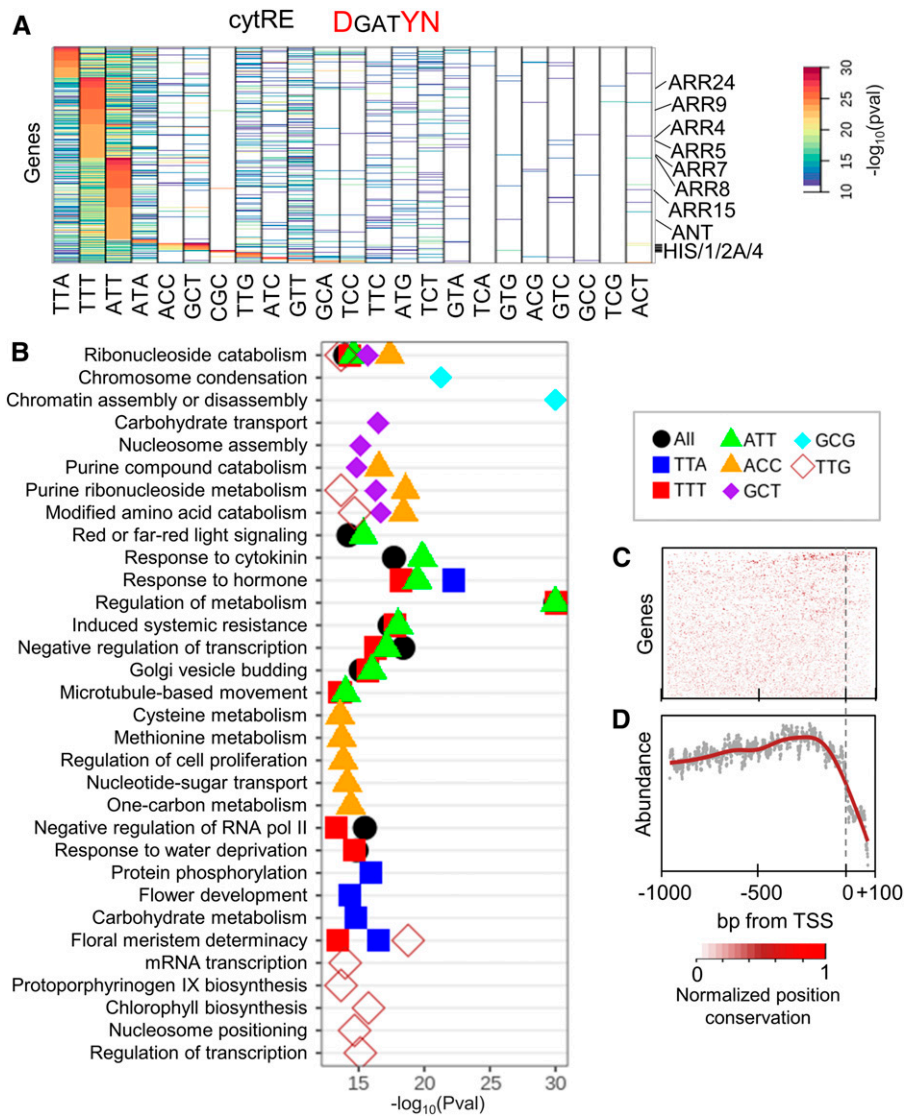 A
cytRE DGATYN
Genes
30
25
20
15
10
-log10(pval)
ARR24
ARR9
ARR4
ARR5
ARR7
ARR8
ARR15
ANT
HIS/1/2A/4
TTA TTT ATT ATA ACC GCT CGC TTG ATC GTT GCA TCC TTC ATG TCT GTA TCA GTG ACG GTC GCC TCG ACT
B
Ribonucleoside catabolism
Chromosome condensation
Chromatin assembly or disassembly
Carbohydrate transport
Nucleosome assembly
Purine compound catabolism
Purine ribonucleoside metabolism
Modified amino acid catabolism
Red or far-red light signaling
Response to cytokinin
Response to hormone
Regulation of metabolism
Induced systemic resistance
Negative regulation of transcription
Golgi vesicle budding
Microtubule-based movement
Cysteine metabolism
Methionine metabolism
Regulation of cell proliferation
Nucleotide-sugar transport
One-carbon metabolism
Negative regulation of RNA pol II
Response to water deprivation
Protein phosphorylation
Flower development
Carbohydrate metabolism
Floral meristem determinacy
mRNA transcription
Protoporphyrinogen IX biosynthesis
Chlorophyll biosynthesis
Nucleosome positioning
Regulation of transcription
15 20 25 30
-log10(Pval)
All ATT GCG
TTA ACC TTG
TTT GCT
C
Genes
D
Abundance
-1000 -500 0 +100
bp from TSS
0 1
Normalized position
conservation